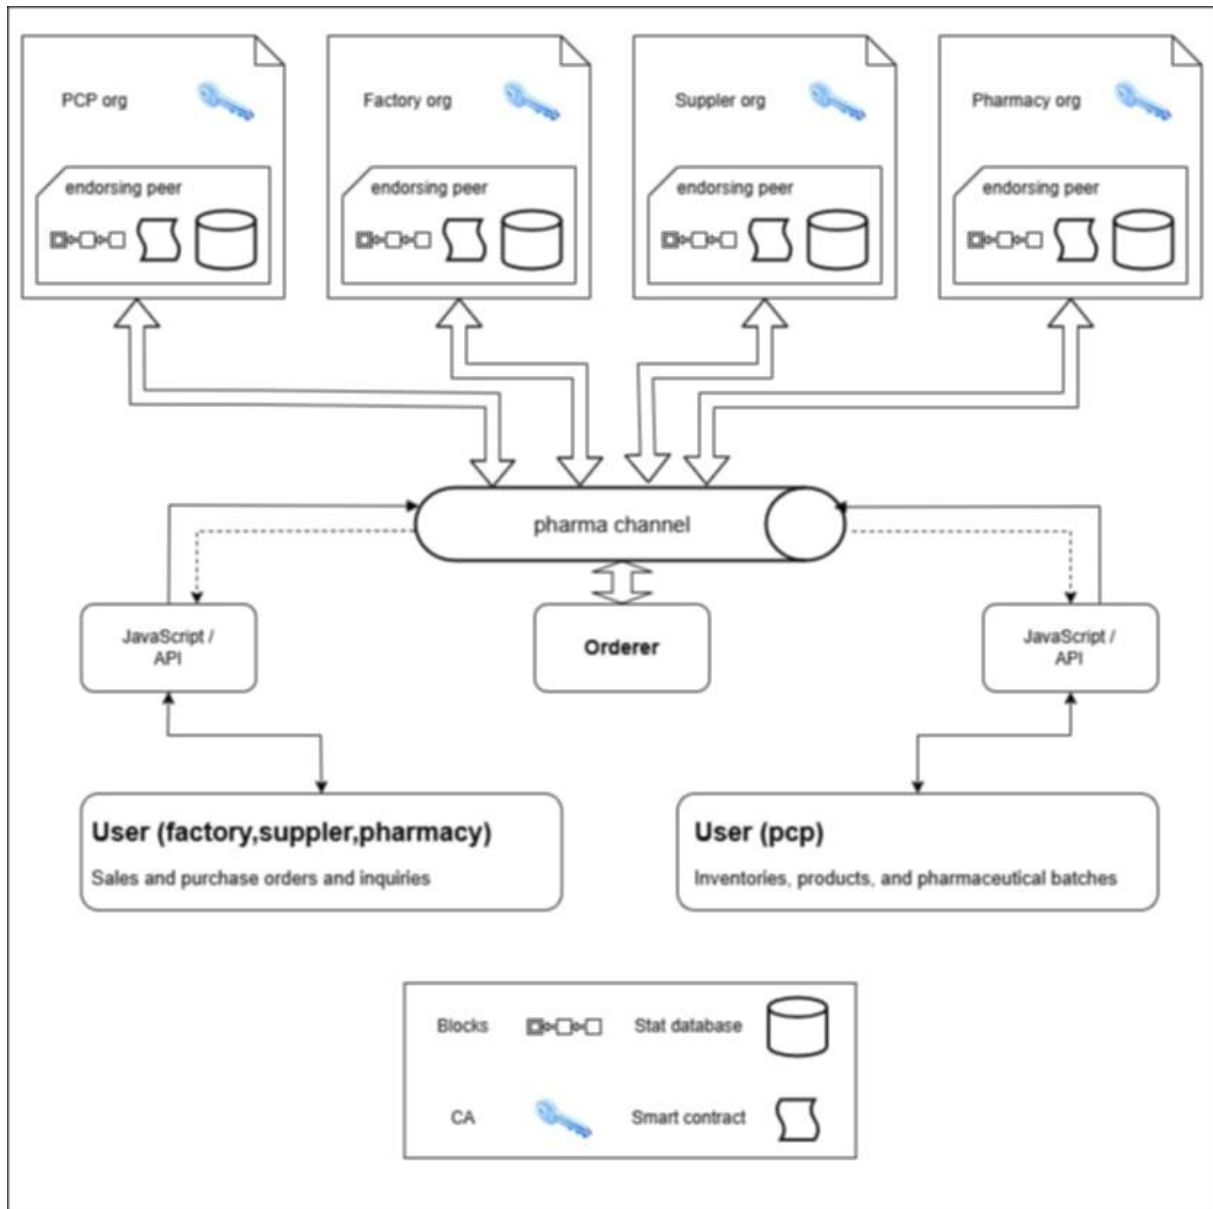 PCP org
Factory org
Suppler org
Pharmacy org
endorsing peer
endorsing peer
endorsing peer
endorsing peer
pharma channel
JavaScript /
API
Orderer
JavaScript /
API
User (factory,suppler,pharmacy)
Sales and purchase orders and inquiries
User (pcp)
Inventories, products, and pharmaceutical batches
Blocks
Stat database
CA
Smart contract